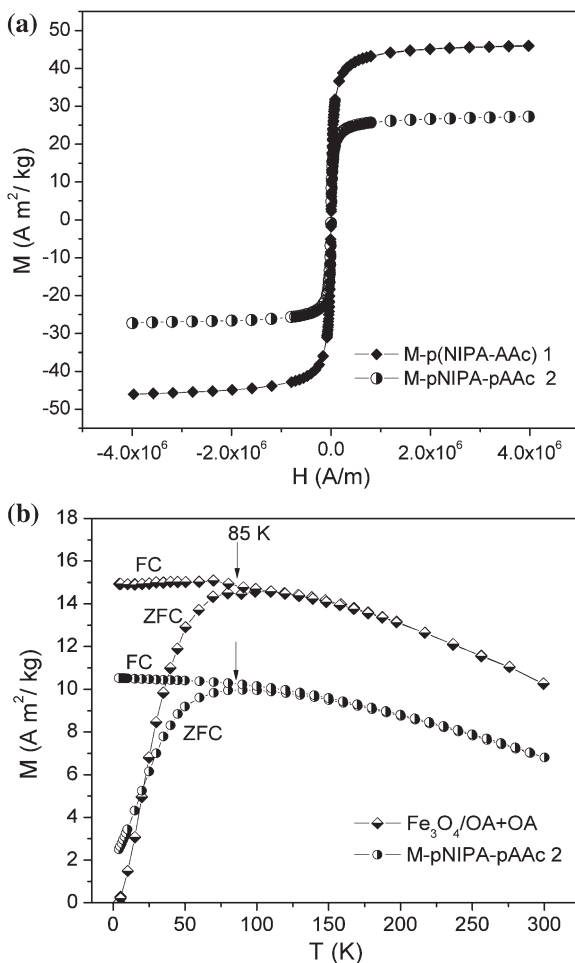 (a)
50
40
30
20
10
0
-10
-20
-30
-40
-50
M (A m²/ kg)
M-p(NIPA-AAc) 1
M-pNIPA-pAAc 2
-4.0x10⁶ -2.0x10⁶ 0.0 2.0x10⁶ 4.0x10⁶
H (A/m)
(b)
18
16
14
12
10
8
6
4
2
0
M (A m²/ kg)
85 K
FC
ZFC
FC
ZFC
Fe₃O₄/OA+OA
M-pNIPA-pAAc 2
0 50 100 150 200 250 300
T (K)